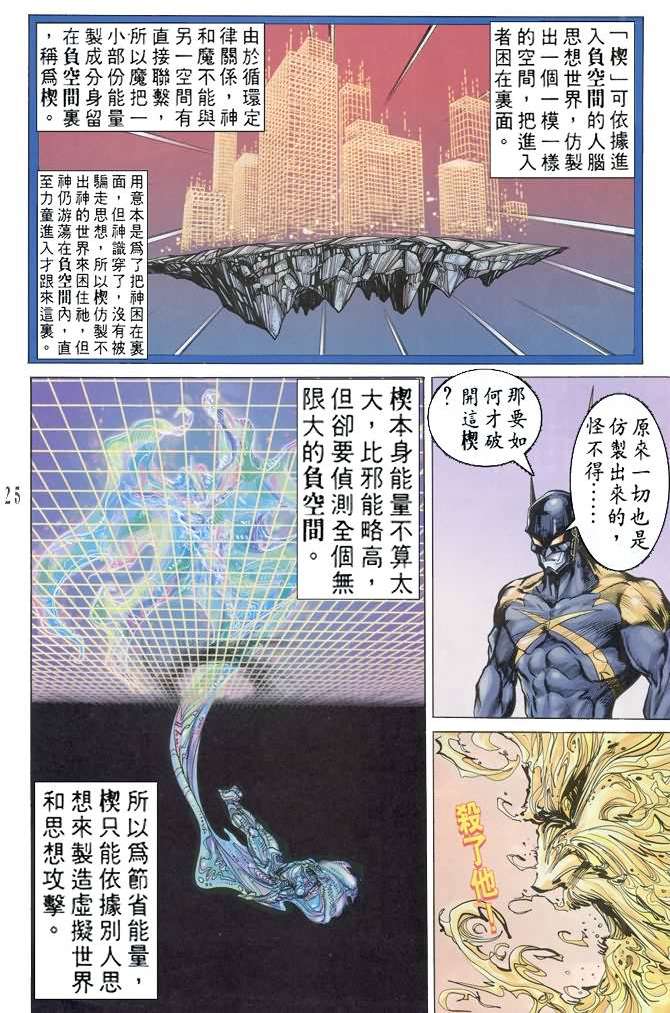 「楔」可依據進
入負空間的人腦
思想世界，仿製
出一個一模一樣
的空間，把進入
者困在裏面。
由於循環定
律關係，神
和魔不能與
另一空間有
直接聯繫，
所以魔把一
小部份能量
製成分身留
在負空間裏
，稱爲楔。
用意本是爲了把神困在裏
面，但神識穿了，沒有被
騙走思想，所以楔仿製不
出神的世界來困住祂，但
神仍游荡在負空間內，直
至力童進入才跟來這裏。
原來一切也是
仿製出來的，
怪不得……
那要如
何才破
開這楔
？
楔本身能量不算太
大，比邪能略高，
但卻要偵測全個無
限大的負空間。
所以爲節省能量，
楔只能依據別人思
想來製造虛擬世界
和思想攻擊。
殺了他！
25